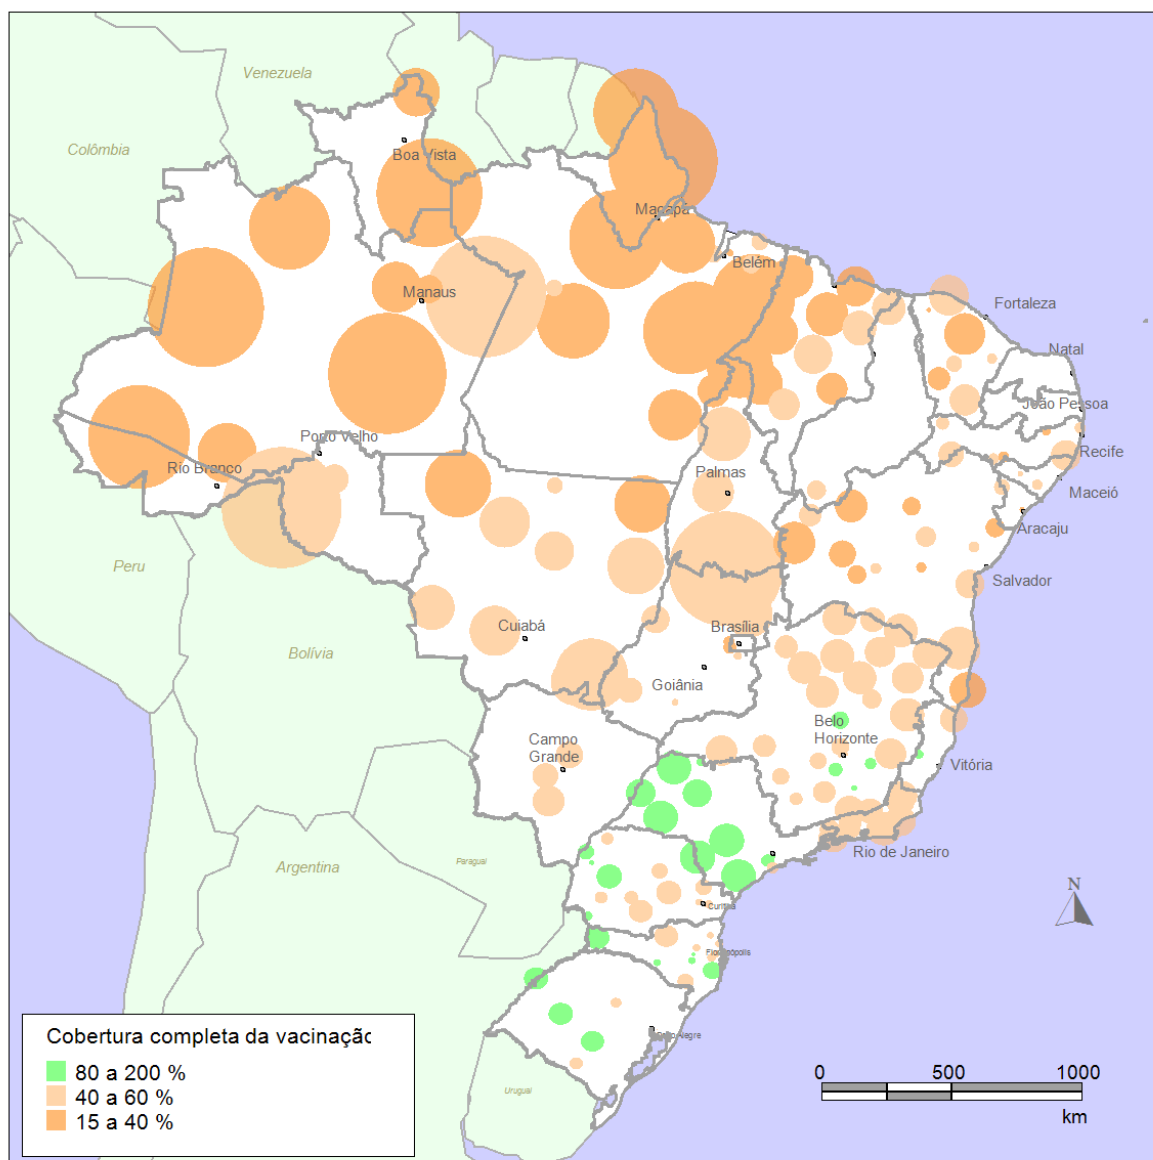 Venezuela
Colômbia
Boa Vista
Macapá
Belém
Manaus
Fortaleza
Natal
João Pessoa
Porto Velho
Rio Branco
Recife
Palmas
Maceió
Aracaju
Peru
Salvador
Cuiabá
Brasília
Bolívia
Goiânia
Belo
Horizonte
Campo
Grande
Vitória
Rio de Janeiro
Paraguai
Argentina
N
Curitiba
Florianópolis
Porto Alegre
Cobertura completa da vacinação
80 a 200 %
40 a 60 %
15 a 40 %
Uruguai
0 500 1000
km